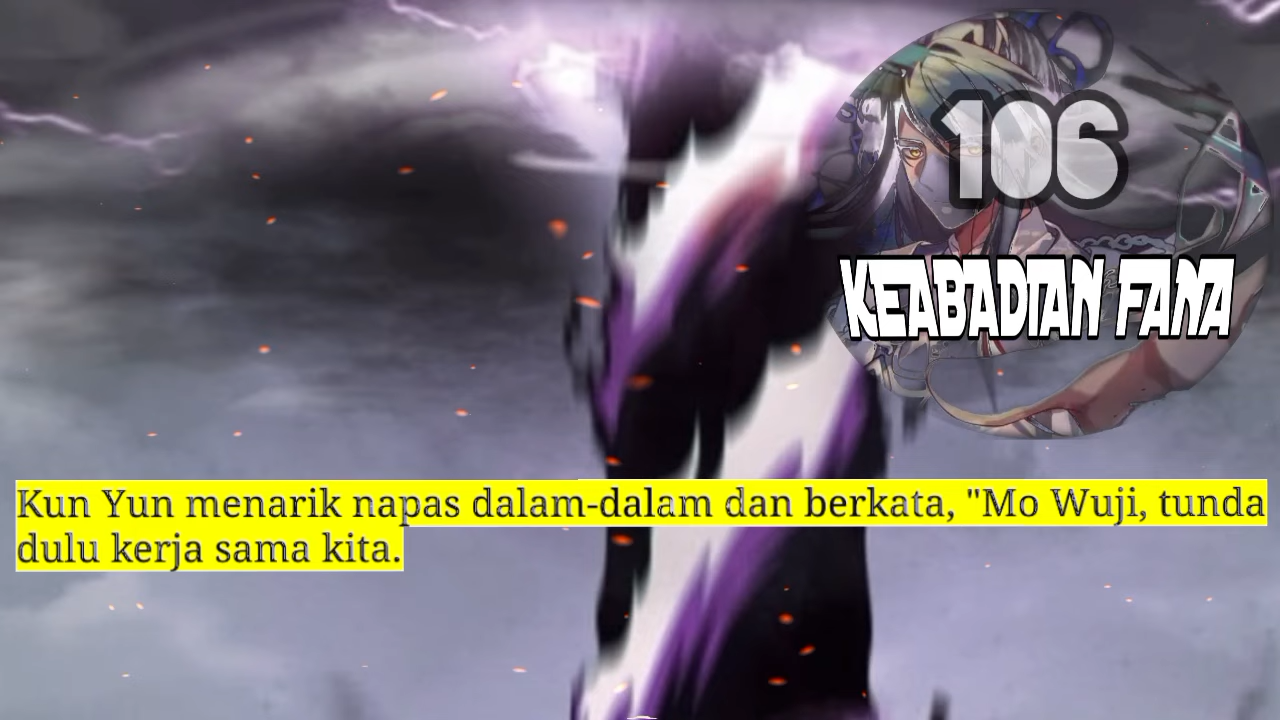 106
KEABADIAN FANA
Kun Yun menarik napas dalam-dalam dan berkata, "Mo Wuji, tunda
dulu kerja sama kita.